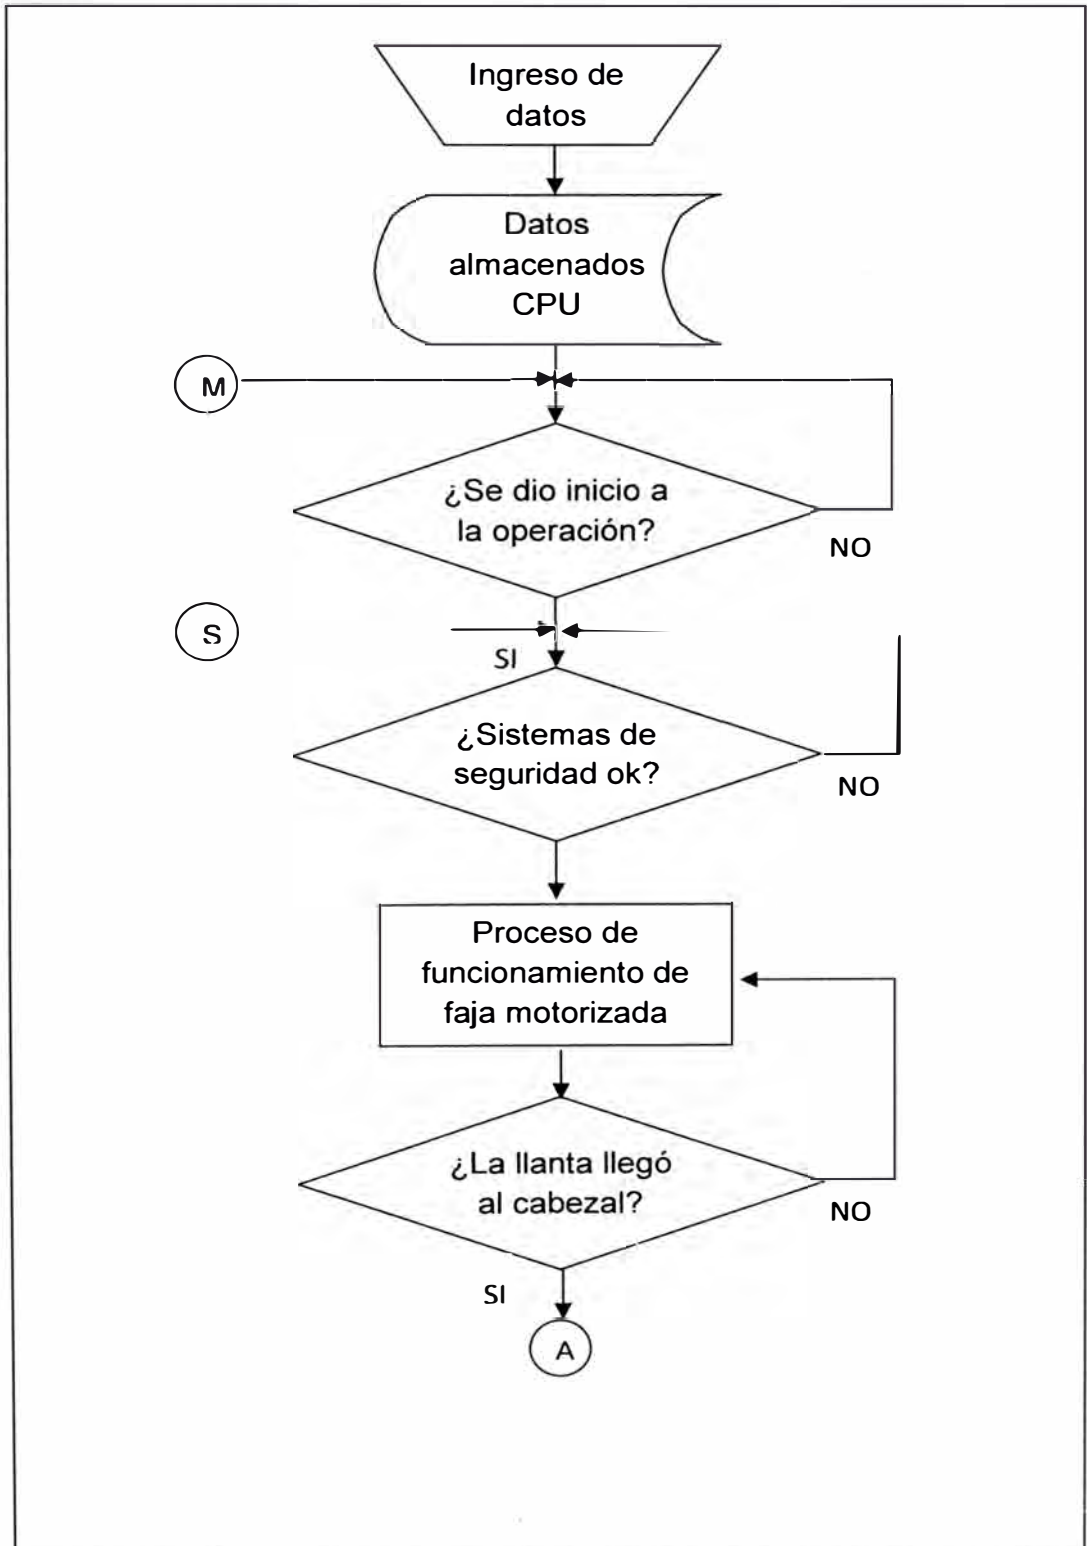 Ingreso de
datos
Datos
almacenados
CPU
M
¿Se dio inicio a
la operación?
NO
S
SI
¿Sistemas de
seguridad ok?
NO
Proceso de
funcionamiento de
faja motorizada
¿La llanta llegó
al cabezal?
NO
SI
A